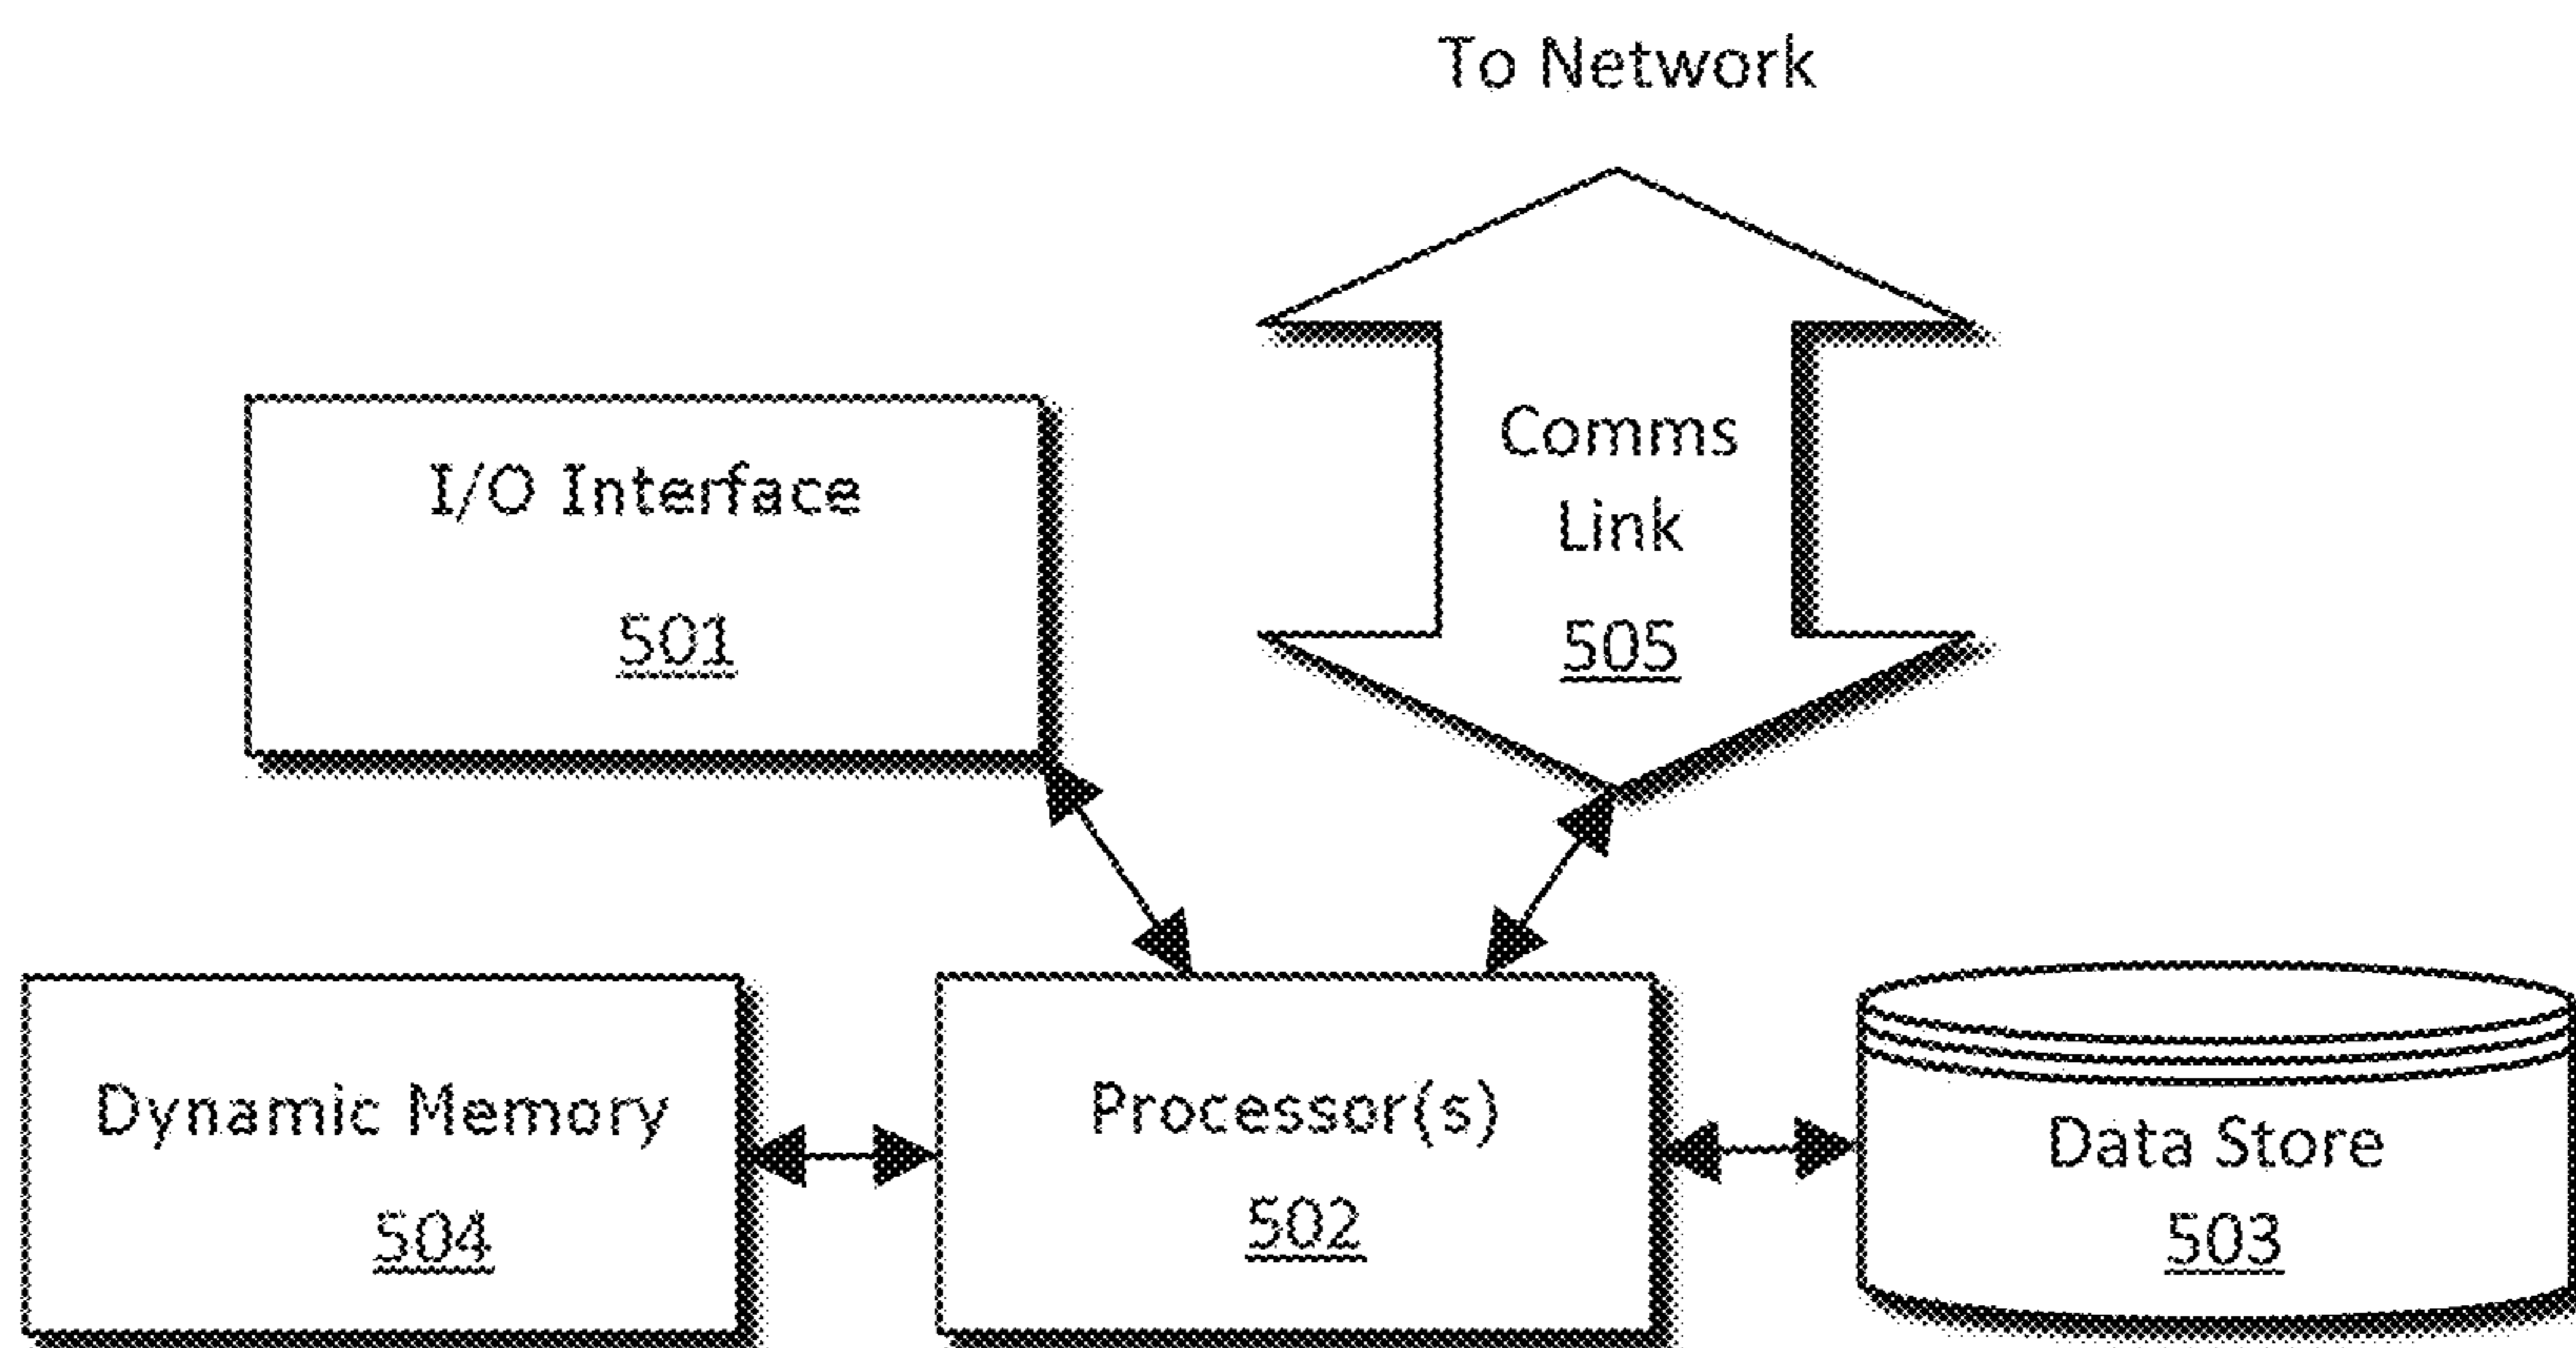 To Network
I/O Interface
501
Comms
Link
505
Dynamic Memory
504
Processor(s)
502
Data Store
503